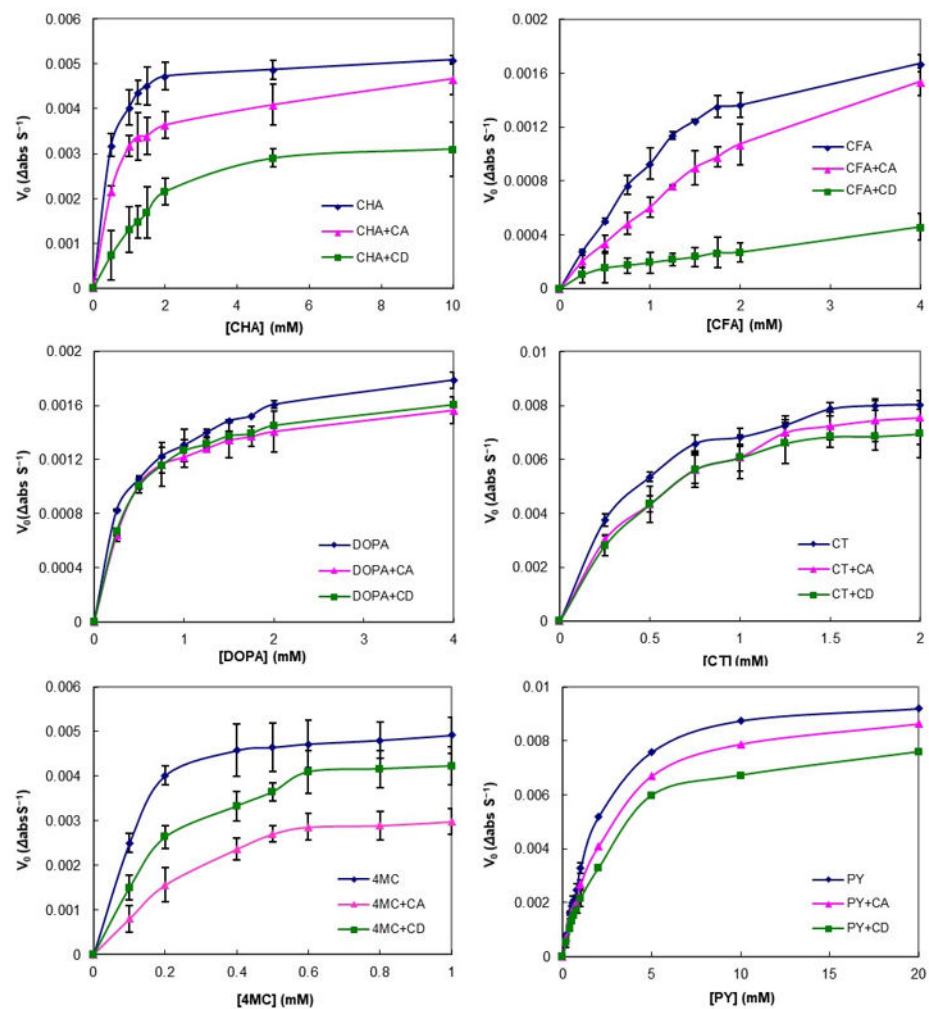 0.006
0.005
0.004
0.003
0.002
0.001
0
V₀ (Δabs S⁻¹)
CHA
CHA+CA
CHA+CD
0 2 4 6 8 10
[CHA] (mM)
0.002
0.0016
0.0012
0.0008
0.0004
0
V₀ (Δabs S⁻¹)
CFA
CFA+CA
CFA+CD
0 1 2 3 4
[CFA] (mM)
0.002
0.0016
0.0012
0.0008
0.0004
0
V₀ (Δabs S⁻¹)
DOPA
DOPA+CA
DOPA+CD
0 1 2 3 4
[DOPA] (mM)
0.01
0.008
0.006
0.004
0.002
0
V₀ (Δabs S⁻¹)
CT
CT+CA
CT+CD
0 0.5 1 1.5 2
[CT] (mM)
0.006
0.005
0.004
0.003
0.002
0.001
0
V₀ (Δabs S⁻¹)
4MC
4MC+CA
4MC+CD
0 0.2 0.4 0.6 0.8 1
[4MC] (mM)
0.01
0.008
0.006
0.004
0.002
0
V₀ (Δabs S⁻¹)
PY
PY+CA
PY+CD
0 5 10 15 20
[PY] (mM)